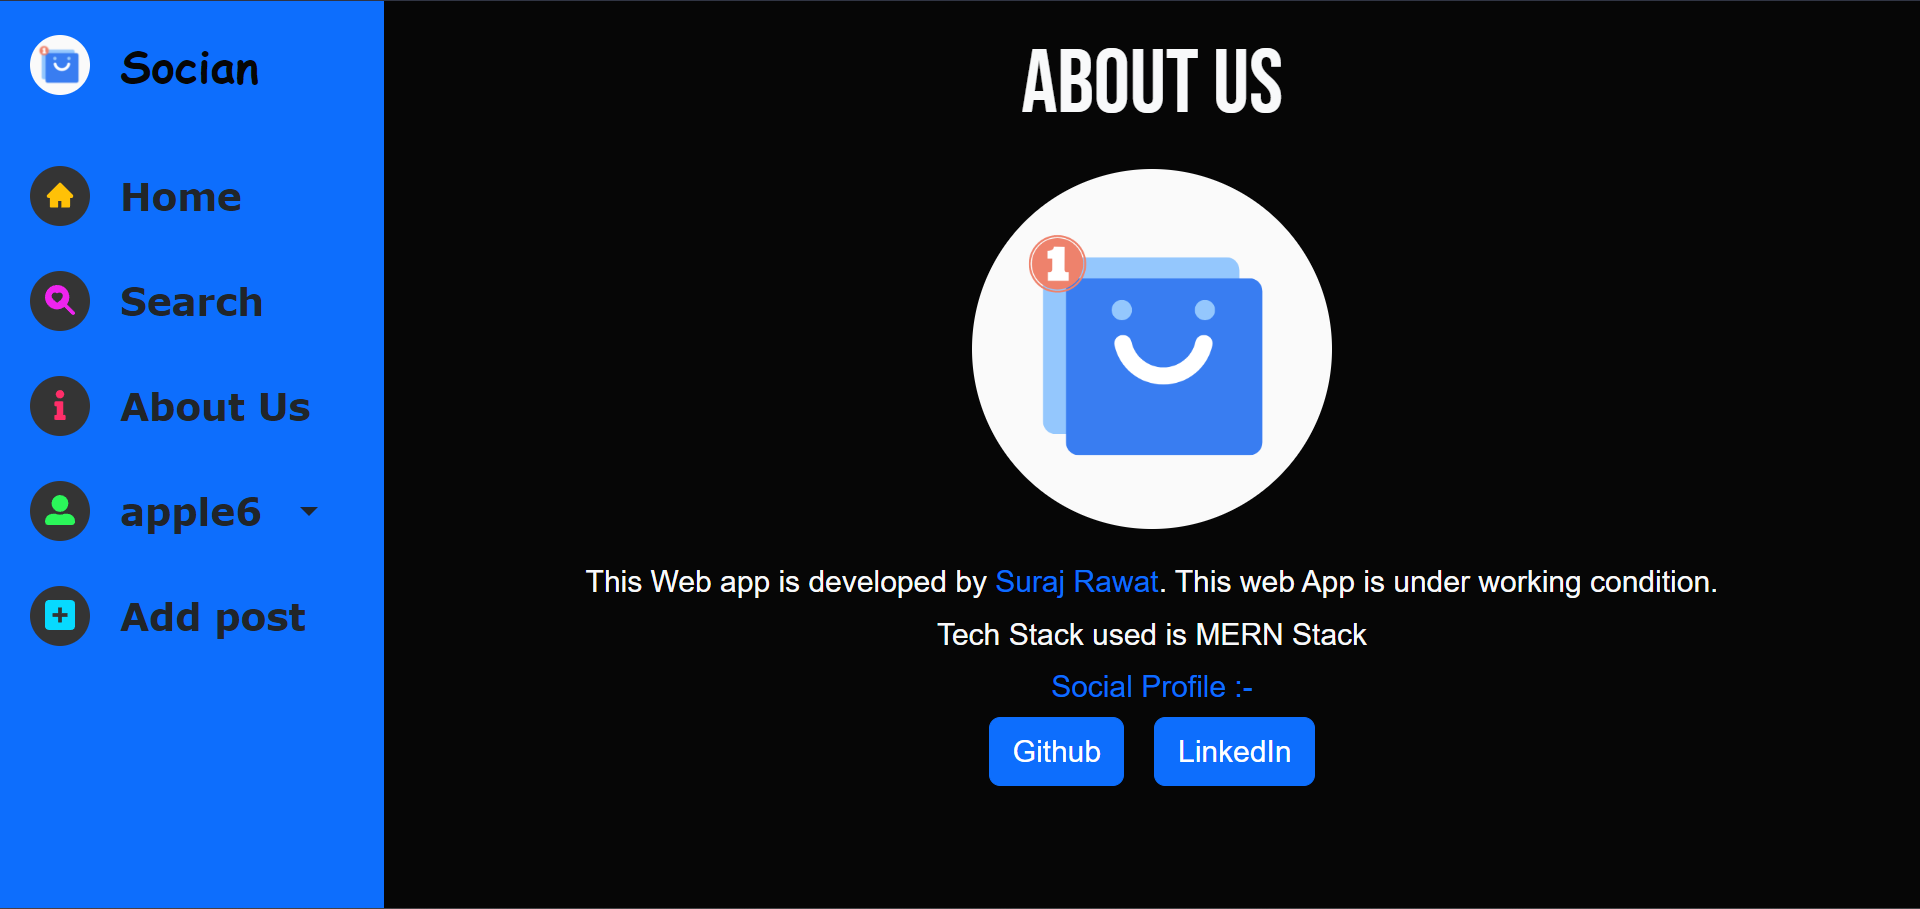 Socian
Home
Search
About Us
apple6
Add post
ABOUT US
1
This Web app is developed by Suraj Rawat. This web App is under working condition.
Tech Stack used is MERN Stack
Social Profile :-
Github
LinkedIn